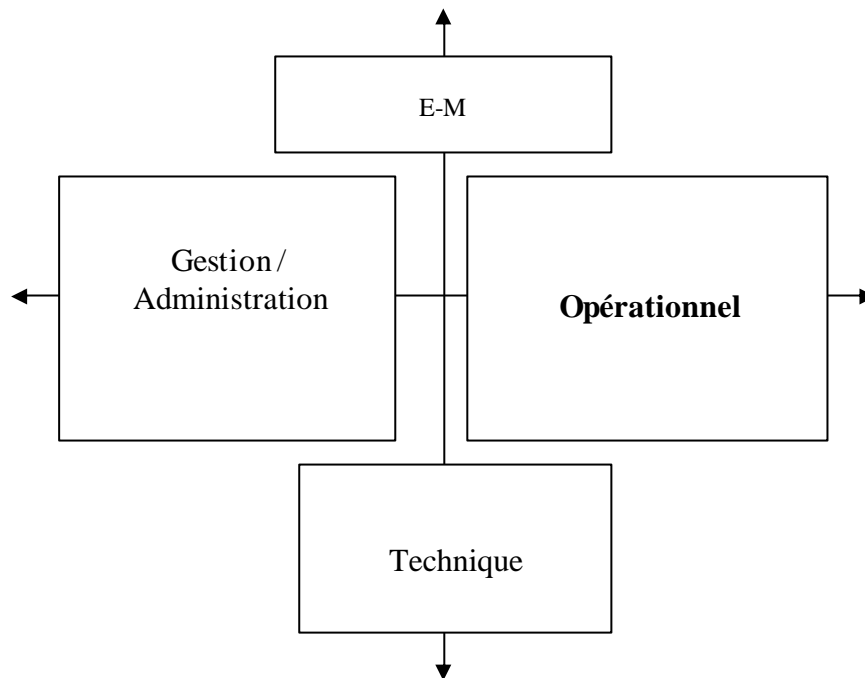 E-M
Gestion /
Administration
Opérationnel
Technique